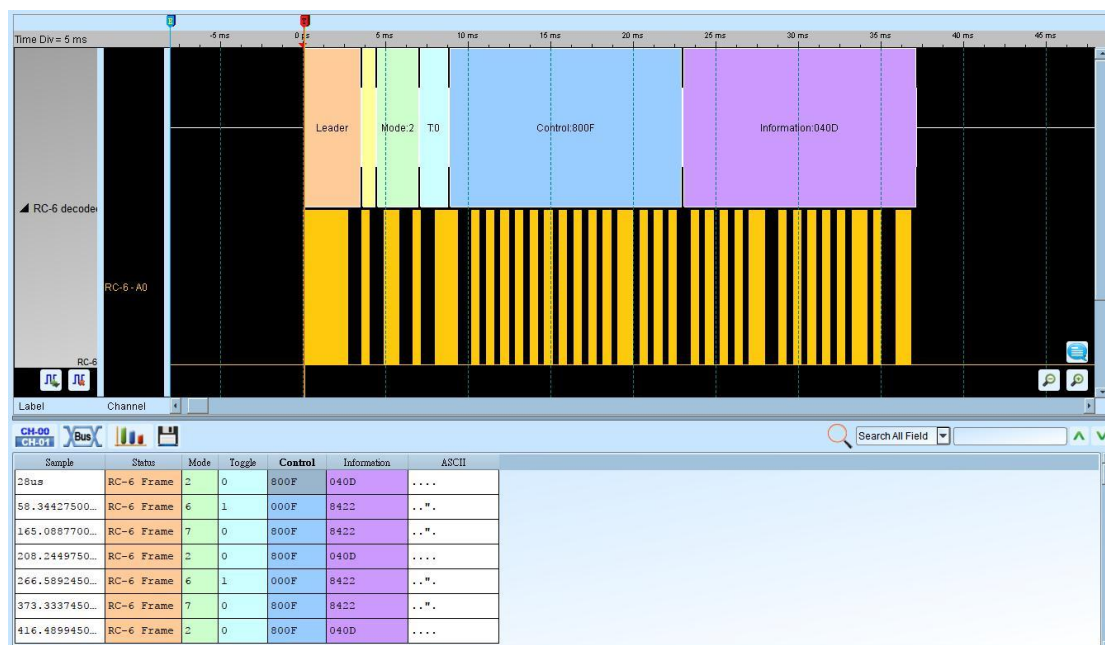 Time Div = 5 ms
-5 ms 0 ps 5 ms 10 ms 15 ms 20 ms 25 ms 30 ms 35 ms 40 ms 45 ms
Leader Mode:2 T:0 Control:800F Information:040D
RC-6 decoder
RC-6 - A0
RC-6
Label Channel
CH-00
CH-01
Bus
Search All Field
Sample Status Mode Toggle Control Information ASCII
28us RC-6 Frame 2 0 800F 040D ....
58.34427500... RC-6 Frame 6 1 000F 8422 ..".
165.0887700... RC-6 Frame 7 0 800F 8422 ..".
208.2449750... RC-6 Frame 2 0 800F 040D ....
266.5892450... RC-6 Frame 6 1 000F 8422 ..".
373.3337450... RC-6 Frame 7 0 800F 8422 ..".
416.4899450... RC-6 Frame 2 0 800F 040D ....